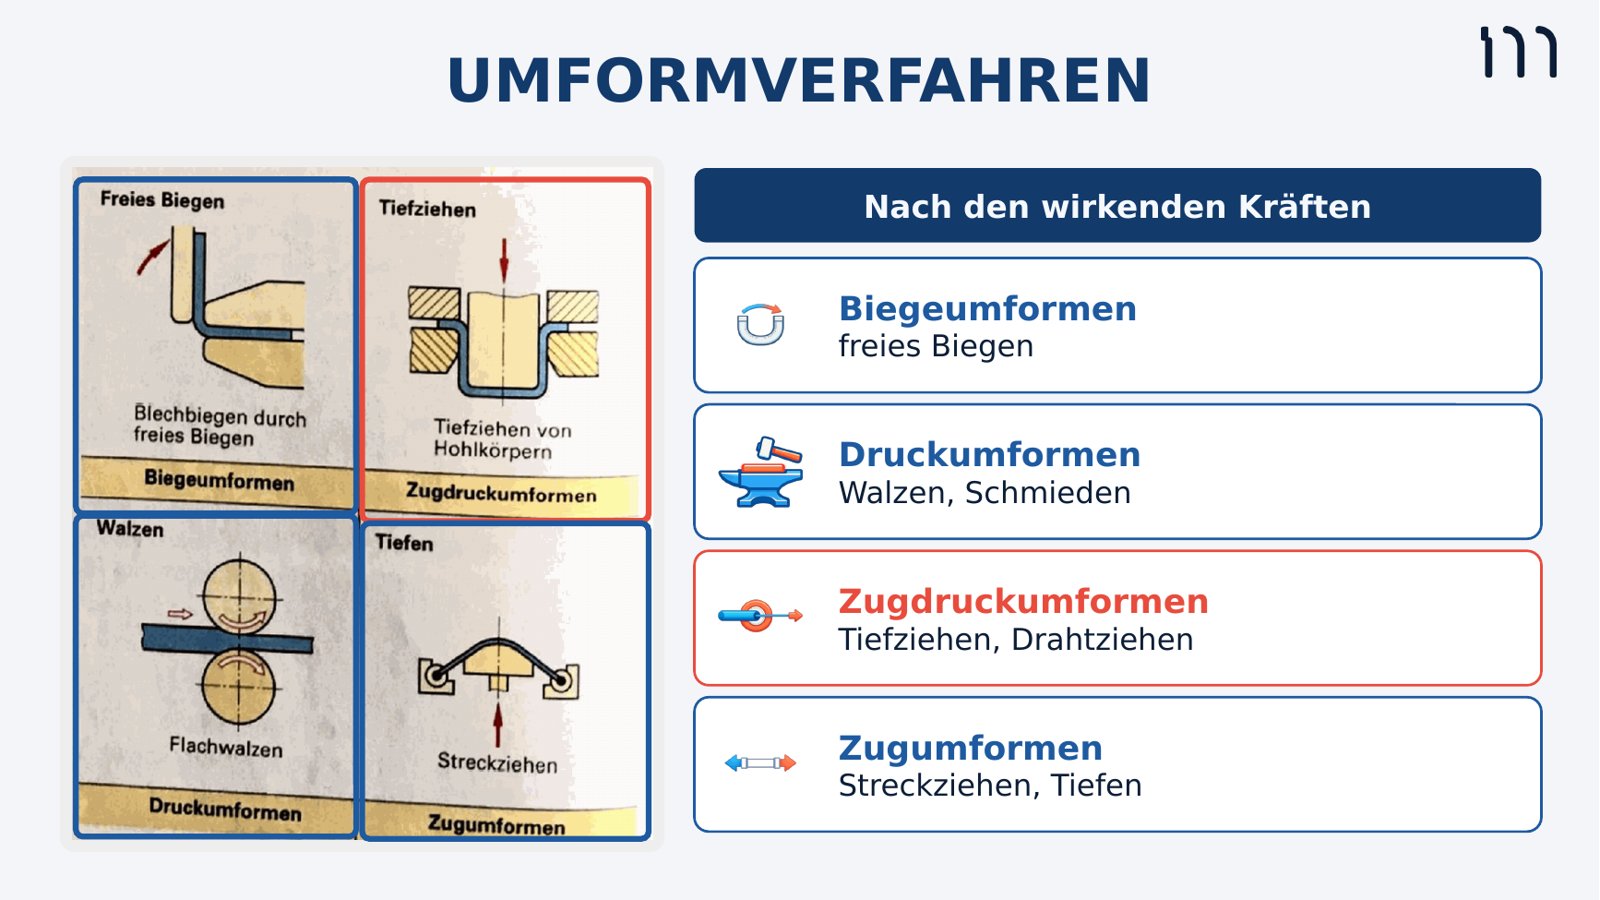 UMFORMVERFAHREN
Freies Biegen
Blechbiegen durch
freies Biegen
Biegeumformen
Tiefziehen
Tiefziehen von
Hohlkörpern
Zugdruckumformen
Walzen
Flachwalzen
Druckumformen
Tiefen
Streckziehen
Zugumformen
Nach den wirkenden Kräften
Biegeumformen
freies Biegen
Druckumformen
Walzen, Schmieden
Zugdruckumformen
Tiefziehen, Drahtziehen
Zugumformen
Streckziehen, Tiefen